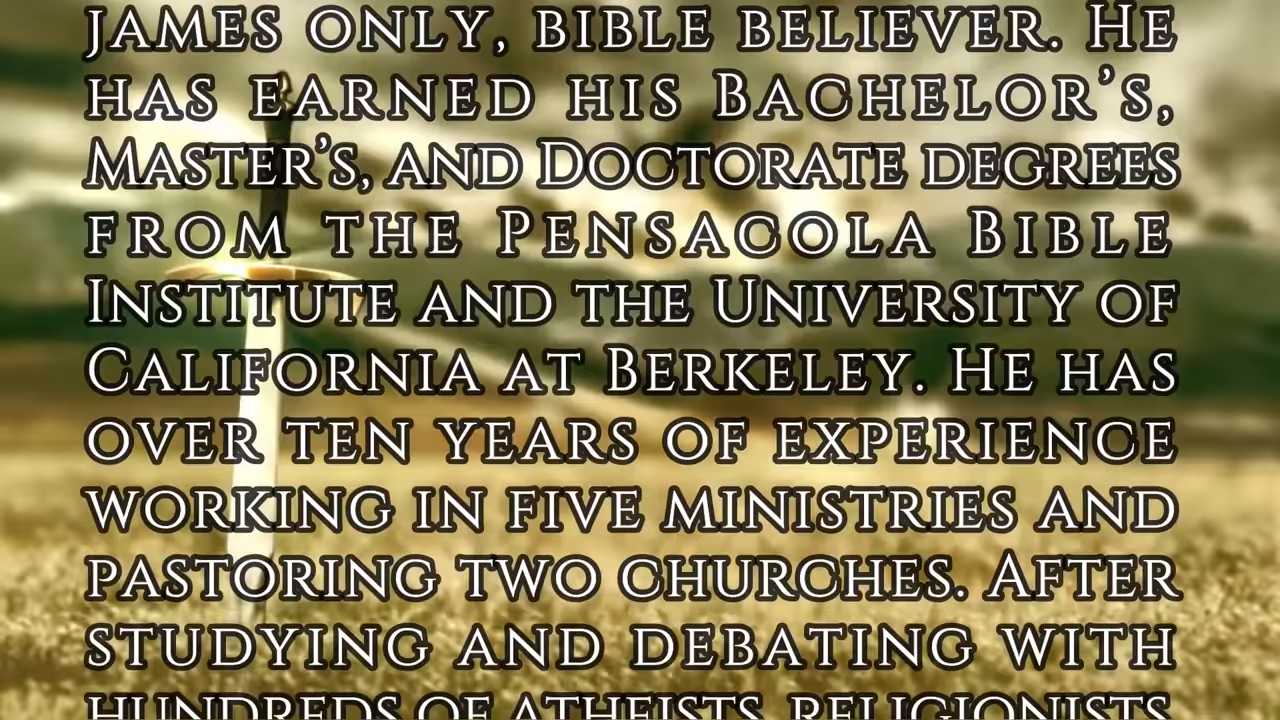 JAMES ONLY, BIBLE BELIEVER. HE
HAS EARNED HIS BACHELOR'S,
MASTER'S, AND DOCTORATE DEGREES
FROM THE PENSACOLA BIBLE
INSTITUTE AND THE UNIVERSITY OF
CALIFORNIA AT BERKELEY. HE HAS
OVER TEN YEARS OF EXPERIENCE
WORKING IN FIVE MINISTRIES AND
PASTORING TWO CHURCHES. AFTER
STUDYING AND DEBATING WITH
HUNDREDS OF ATHEISTS, RELIGIONISTS,